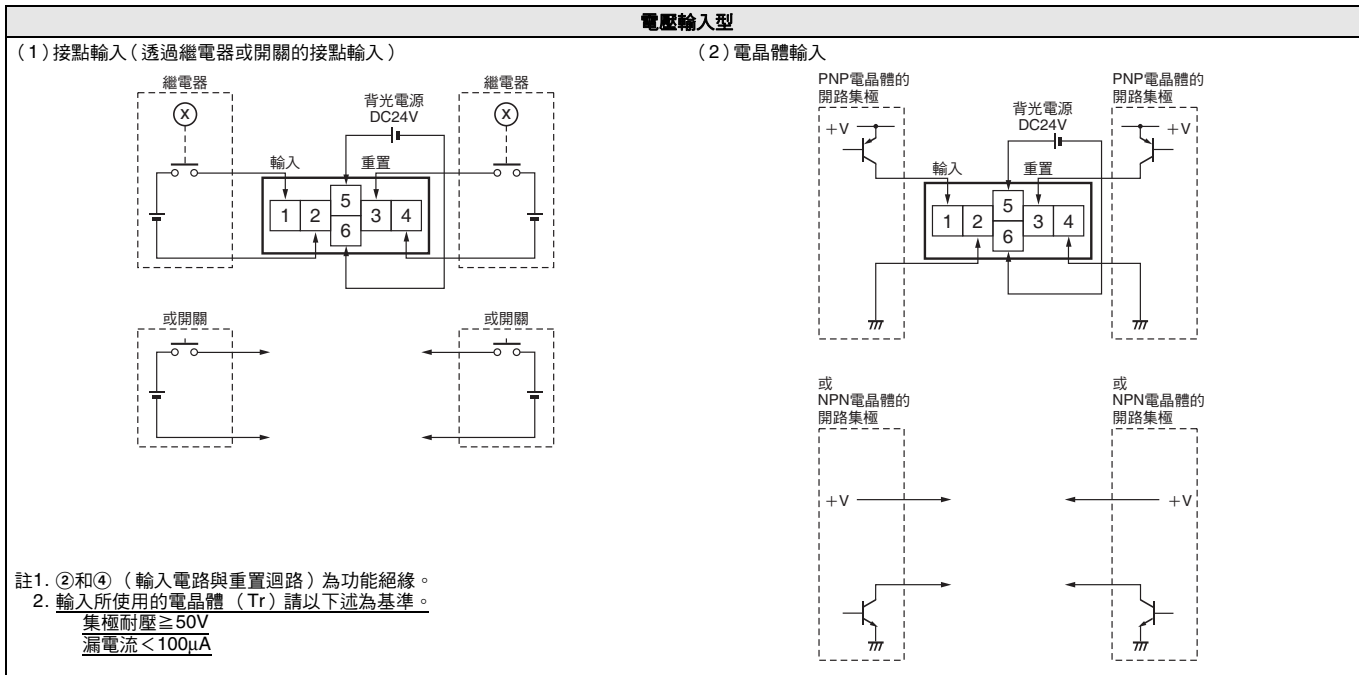 電壓輸入型
（1）接點輸入（透過繼電器或開關的接點輸入）
繼電器
X
背光電源
DC24V
繼電器
X
輸入
重置
1 2 5 6 3 4
或開關
或開關
註1. ②和④（輸入電路與重置迴路）為功能絕緣。
2. 輸入所使用的電晶體（Tr）請以下述為基準。
集極耐壓≧50V
漏電流＜100μA
（2）電晶體輸入
PNP電晶體的
開路集極
+V
背光電源
DC24V
PNP電晶體的
開路集極
+V
輸入
重置
1 2 5 6 3 4
或
NPN電晶體的
開路集極
+V
或
NPN電晶體的
開路集極
+V